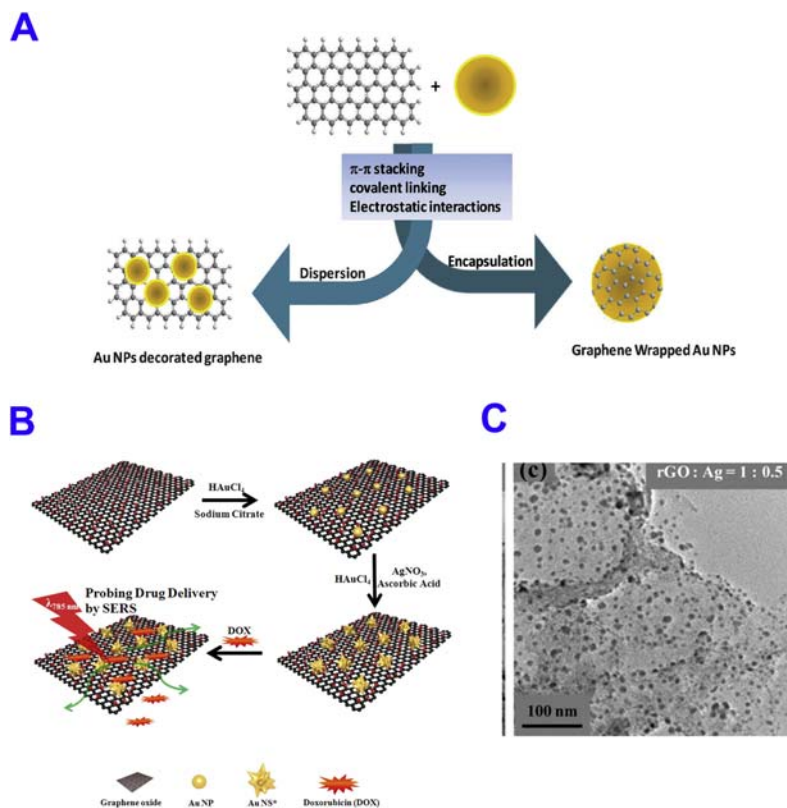 A
+
π-π stacking
covalent linking
Electrostatic interactions
Dispersion
Encapsulation
Au NPs decorated graphene
Graphene Wrapped Au NPs
B
HAuCl4
Sodium Citrate
HAuCl4
AgNO3,
Ascorbic Acid
Probing Drug Delivery
by SERS
λ 785 nm
DOX
Graphene oxide
Au NP
Au NS*
Doxorubicin (DOX)
C
(c)
rGO : Ag = 1 : 0.5
100 nm